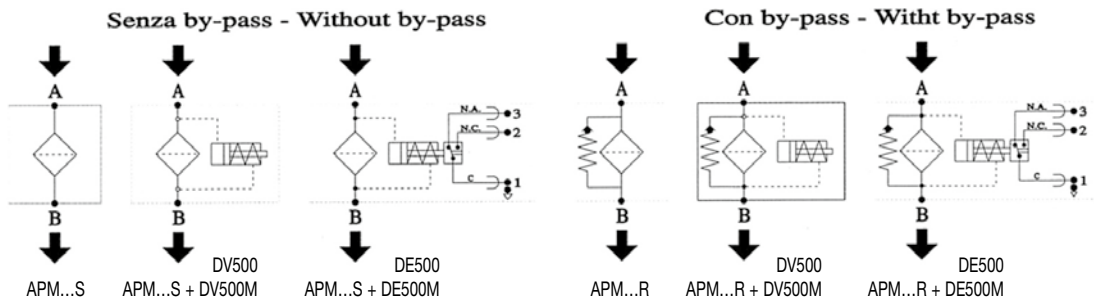 Senza by-pass - Without by-pass
Con by-pass - Witht by-pass
A
A
A
N.A.
3
N.C.
2
C
1
B
B
B
A
A
A
N.A.
3
N.C.
2
C
1
B
B
B
DV500
DE500
APM...S
APM...S + DV500M
APM...S + DE500M
DV500
DE500
APM...R
APM...R + DV500M
APM...R + DE500M